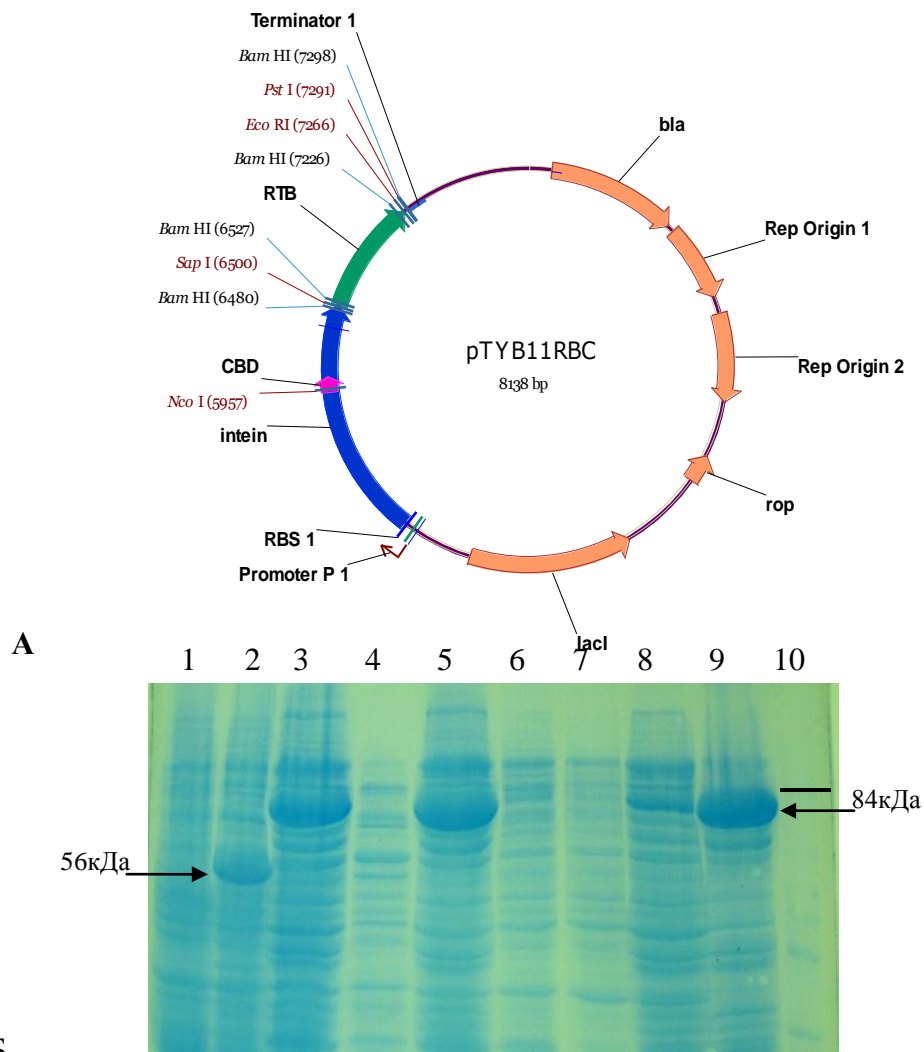 Terminator 1
Bam HI (7298)
Pst I (7291)
Eco RI (7266)
Bam HI (7226)
RTB
Bam HI (6527)
Sap I (6500)
Bam HI (6480)
CBD
Nco I (5957)
intein
RBS 1
Promoter P 1
bla
Rep Origin 1
Rep Origin 2
rop
lacI
pTYB11RBC
8138 bp
A
1 2 3 4 5 6 7 8 9 10
84кДа
56кДа